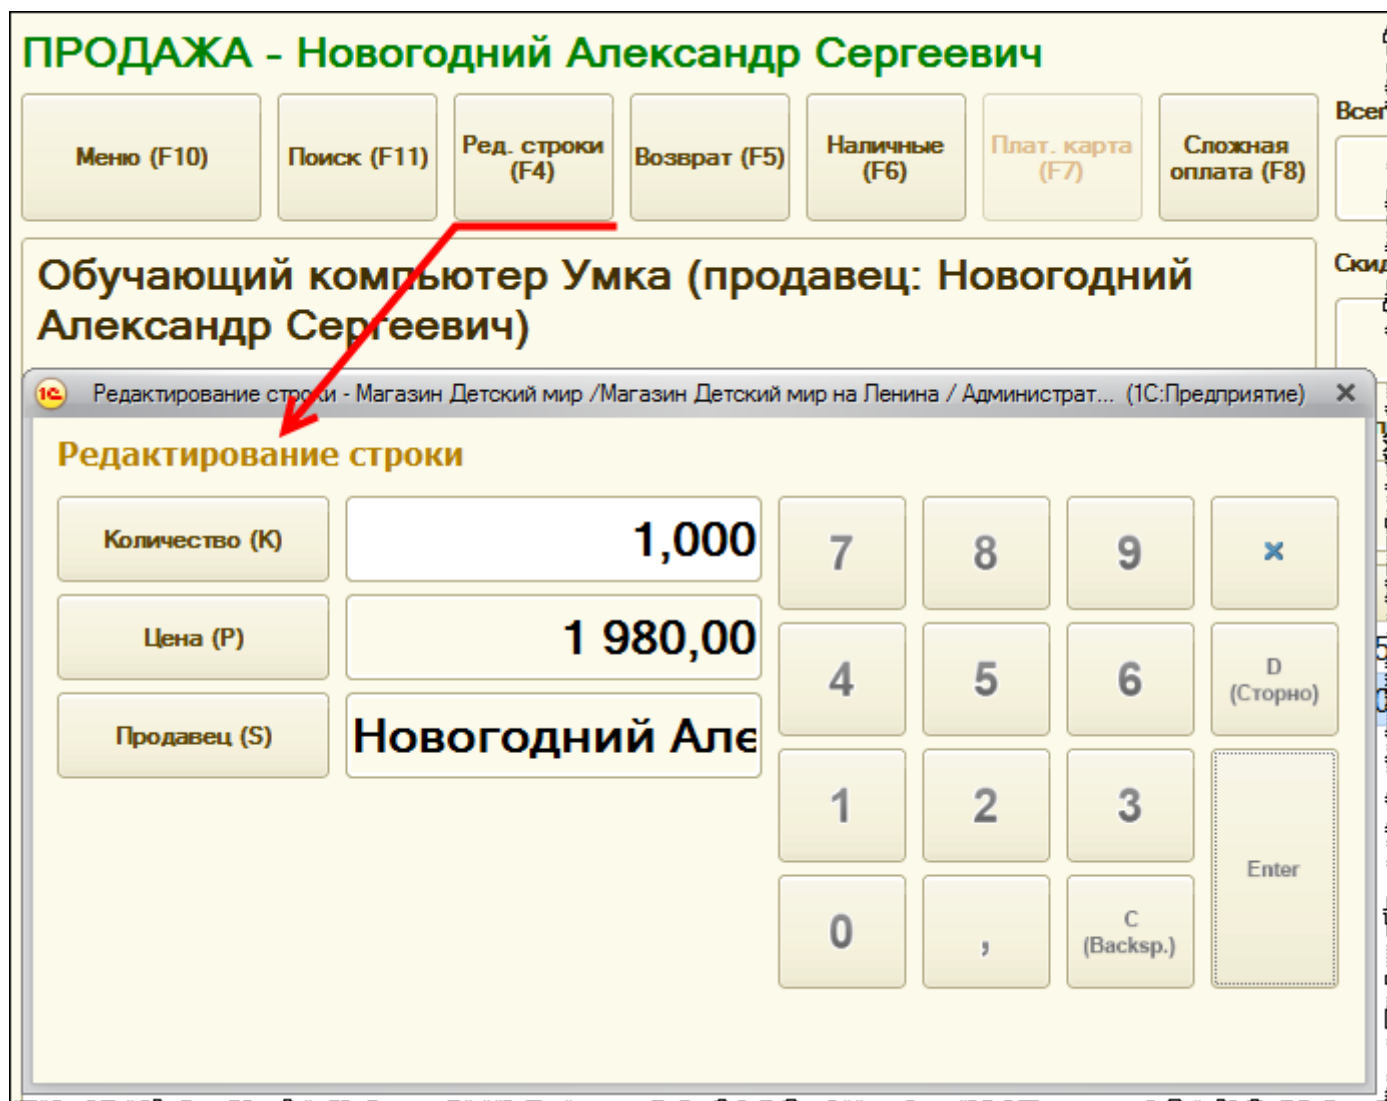 ПРОДАЖА - Новогодний Александр Сергеевич
Меню (F10)
Поиск (F11)
Ред. строки
(F4)
Возврат (F5)
Наличные
(F6)
Плат. карта
(F7)
Сложная
оплата (F8)
Обучающий компьютер Умка (продавец: Новогодний
Александр Сергеевич)
Редактирование строки - Магазин Детский мир /Магазин Детский мир на Ленина / Администрат... (1С:Предприятие)
Редактирование строки
Количество (K)
1,000
Цена (P)
1 980,00
Продавец (S)
Новогодний Але
7
8
9
4
5
6
D
(Сторно)
1
2
3
Enter
0
,
C
(Backsp.)